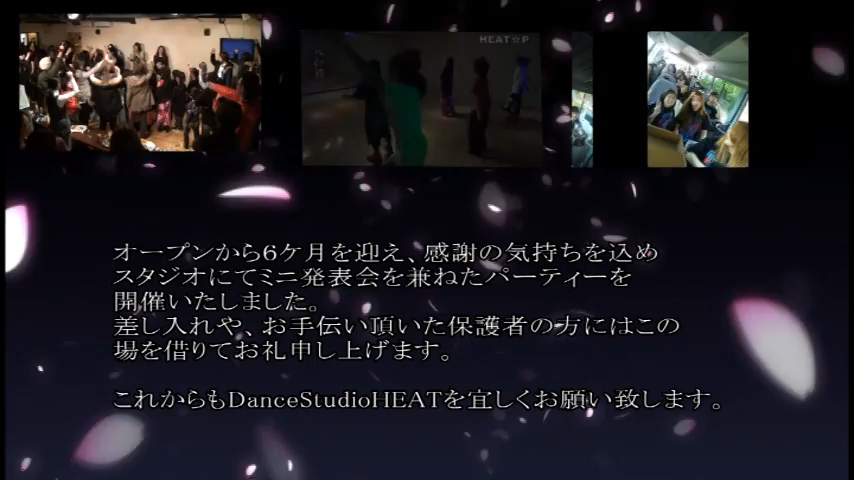 HEAT☆P
オープンから6ケ月を迎え、感謝の気持ちを込め
スタジオにてミニ発表会を兼ねたパーティーを
開催いたしました。
差し入れや、お手伝い頂いた保護者の方にはこの
場を借りてお礼申し上げます。
これからもDanceStudioHEATを宜しくお願い致します。